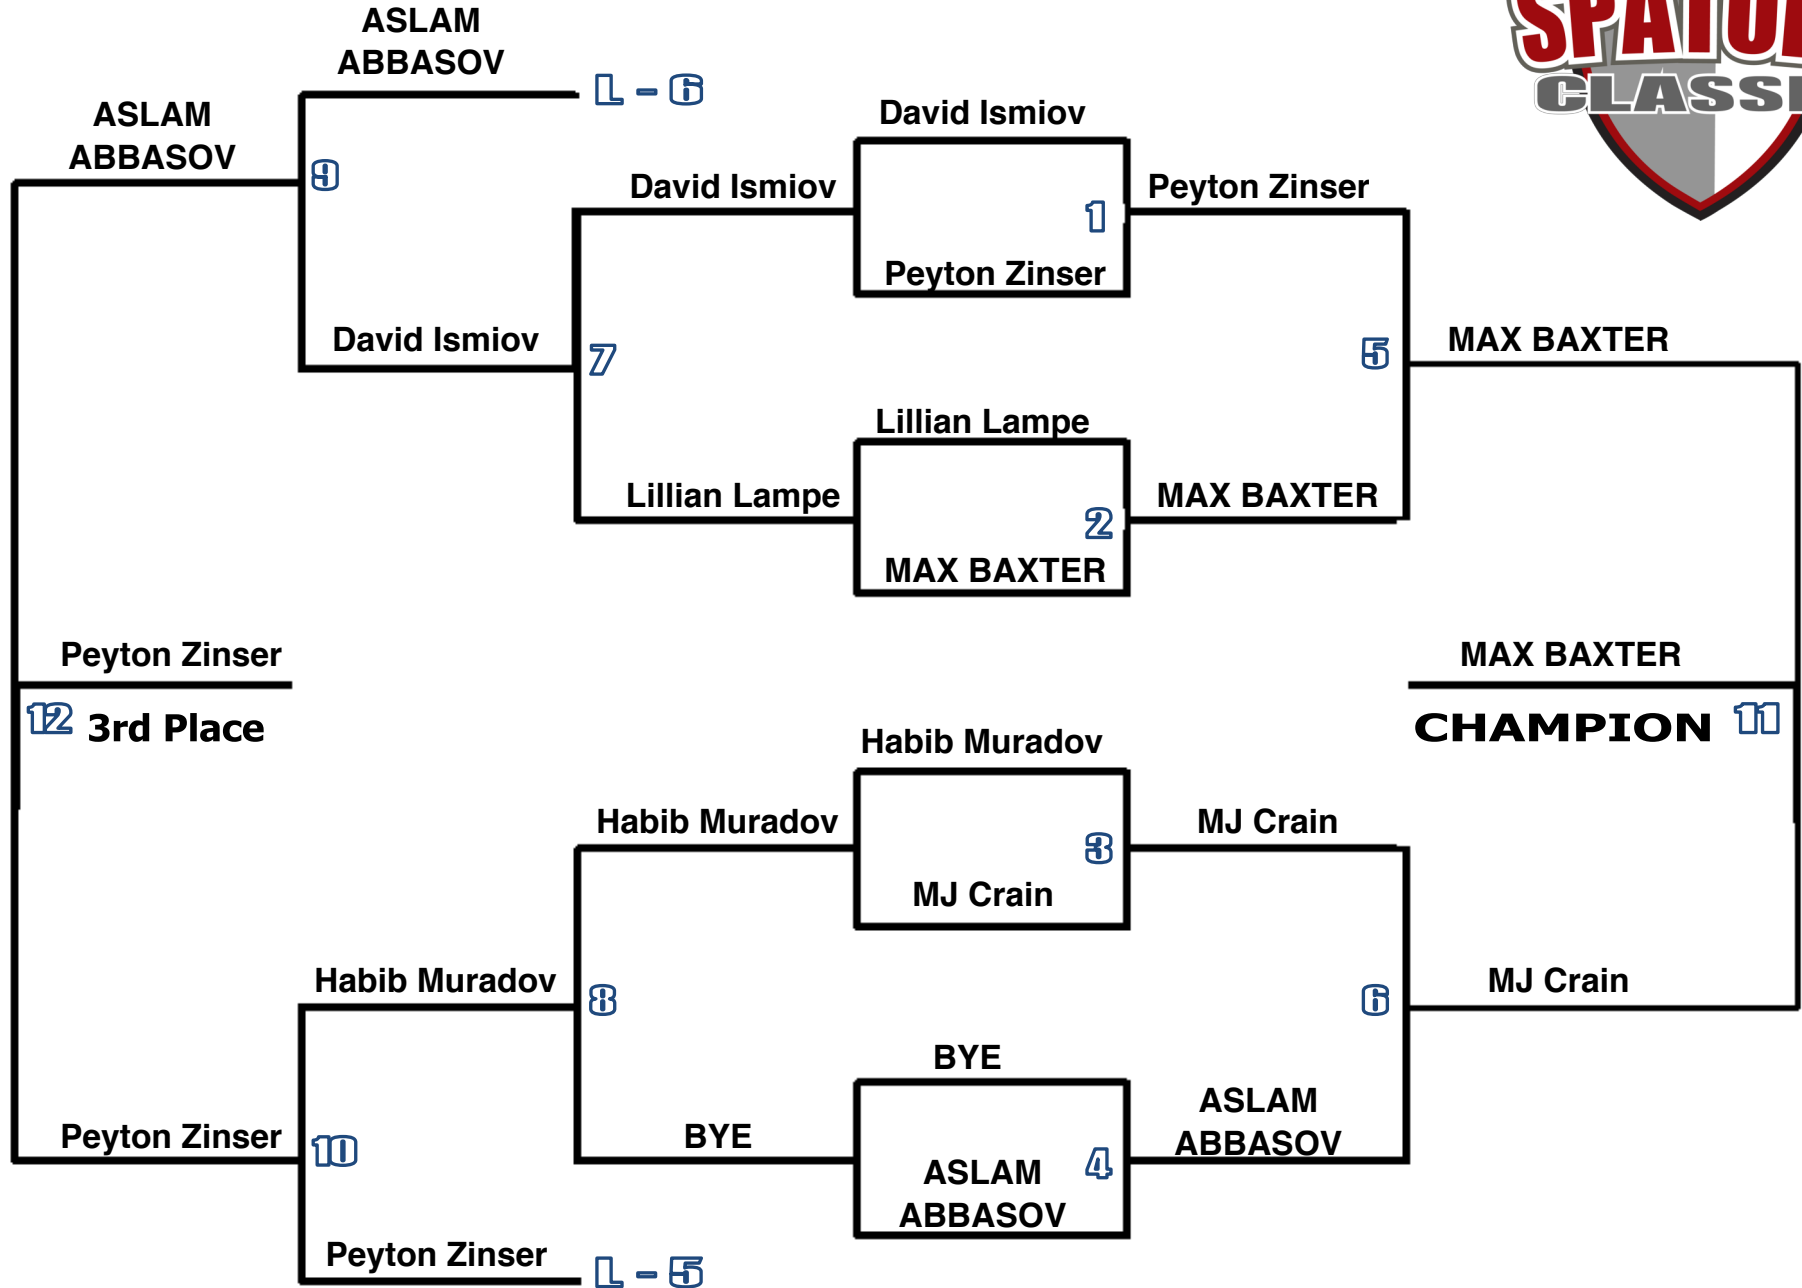 ASLAM
ABBASOV
L - 6
CLASSI
David Ismiov
ASLAM
ABBASOV
9
David Ismiov
1
Peyton Zinser
Peyton Zinser
David Ismiov
7
5
MAX BAXTER
Lillian Lampe
Lillian Lampe
2
MAX BAXTER
MAX BAXTER
Peyton Zinser
MAX BAXTER
12 3rd Place
CHAMPION 11
Habib Muradov
Habib Muradov
3
MJ Crain
MJ Crain
Habib Muradov
8
6
MJ Crain
BYE
Peyton Zinser
10
BYE
ASLAM
ABBASOV
4
ASLAM
ABBASOV
Peyton Zinser
L - 5